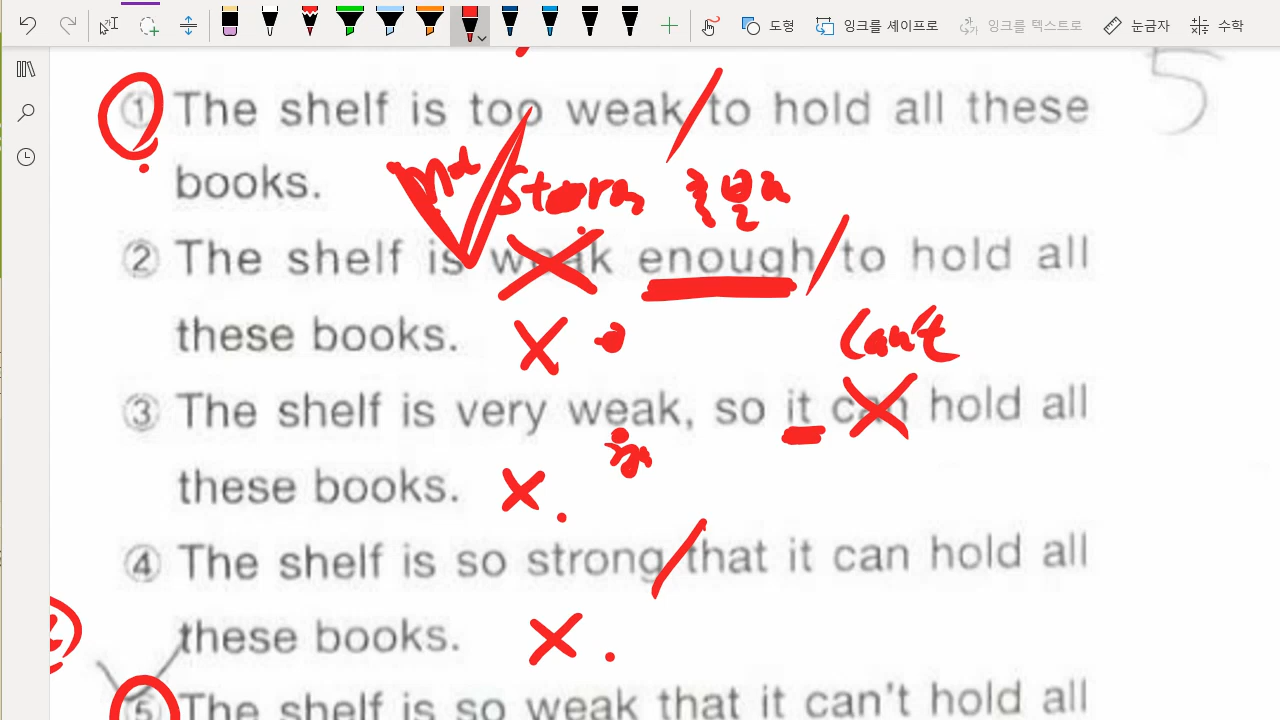 도형 잉크를 셰이프로 잉크를 텍스트로 눈금자 수학
5
① The shelf is too weak to hold all these
books.
not
② The shelf is weak enough to hold all
these books.
can't
③ The shelf is very weak, so it can hold all
these books.
④ The shelf is so strong that it can hold all
these books.
⑤ The shelf is so weak that it can't hold all